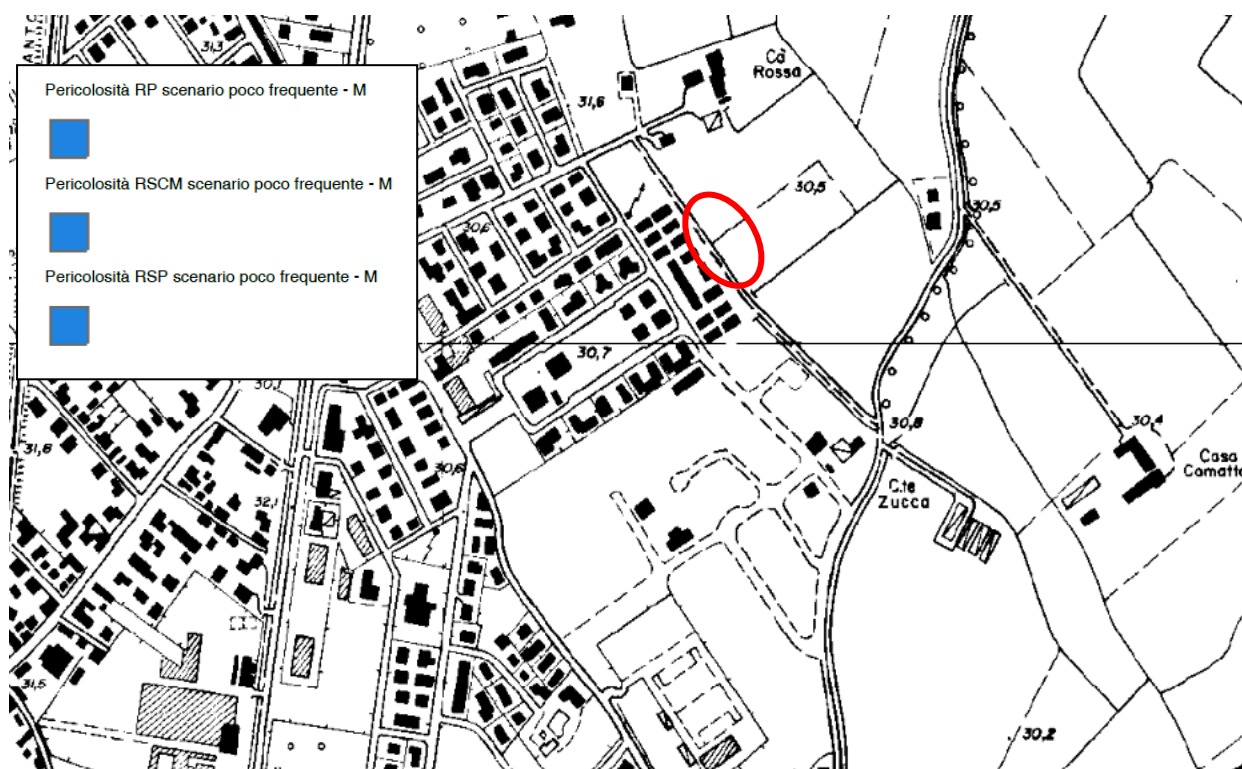 ANTO
31,3
Pericolosità RP scenario poco frequente - M
Pericolosità RSCM scenario poco frequente - M
Pericolosità RSP scenario poco frequente - M
Cà
Rossa
31,6
30,5
30,5
30,6
30,7
30,1
31,8
30,6
32,1
30,8
30,4
Casa
C.te
Zucca
31,5
30,2